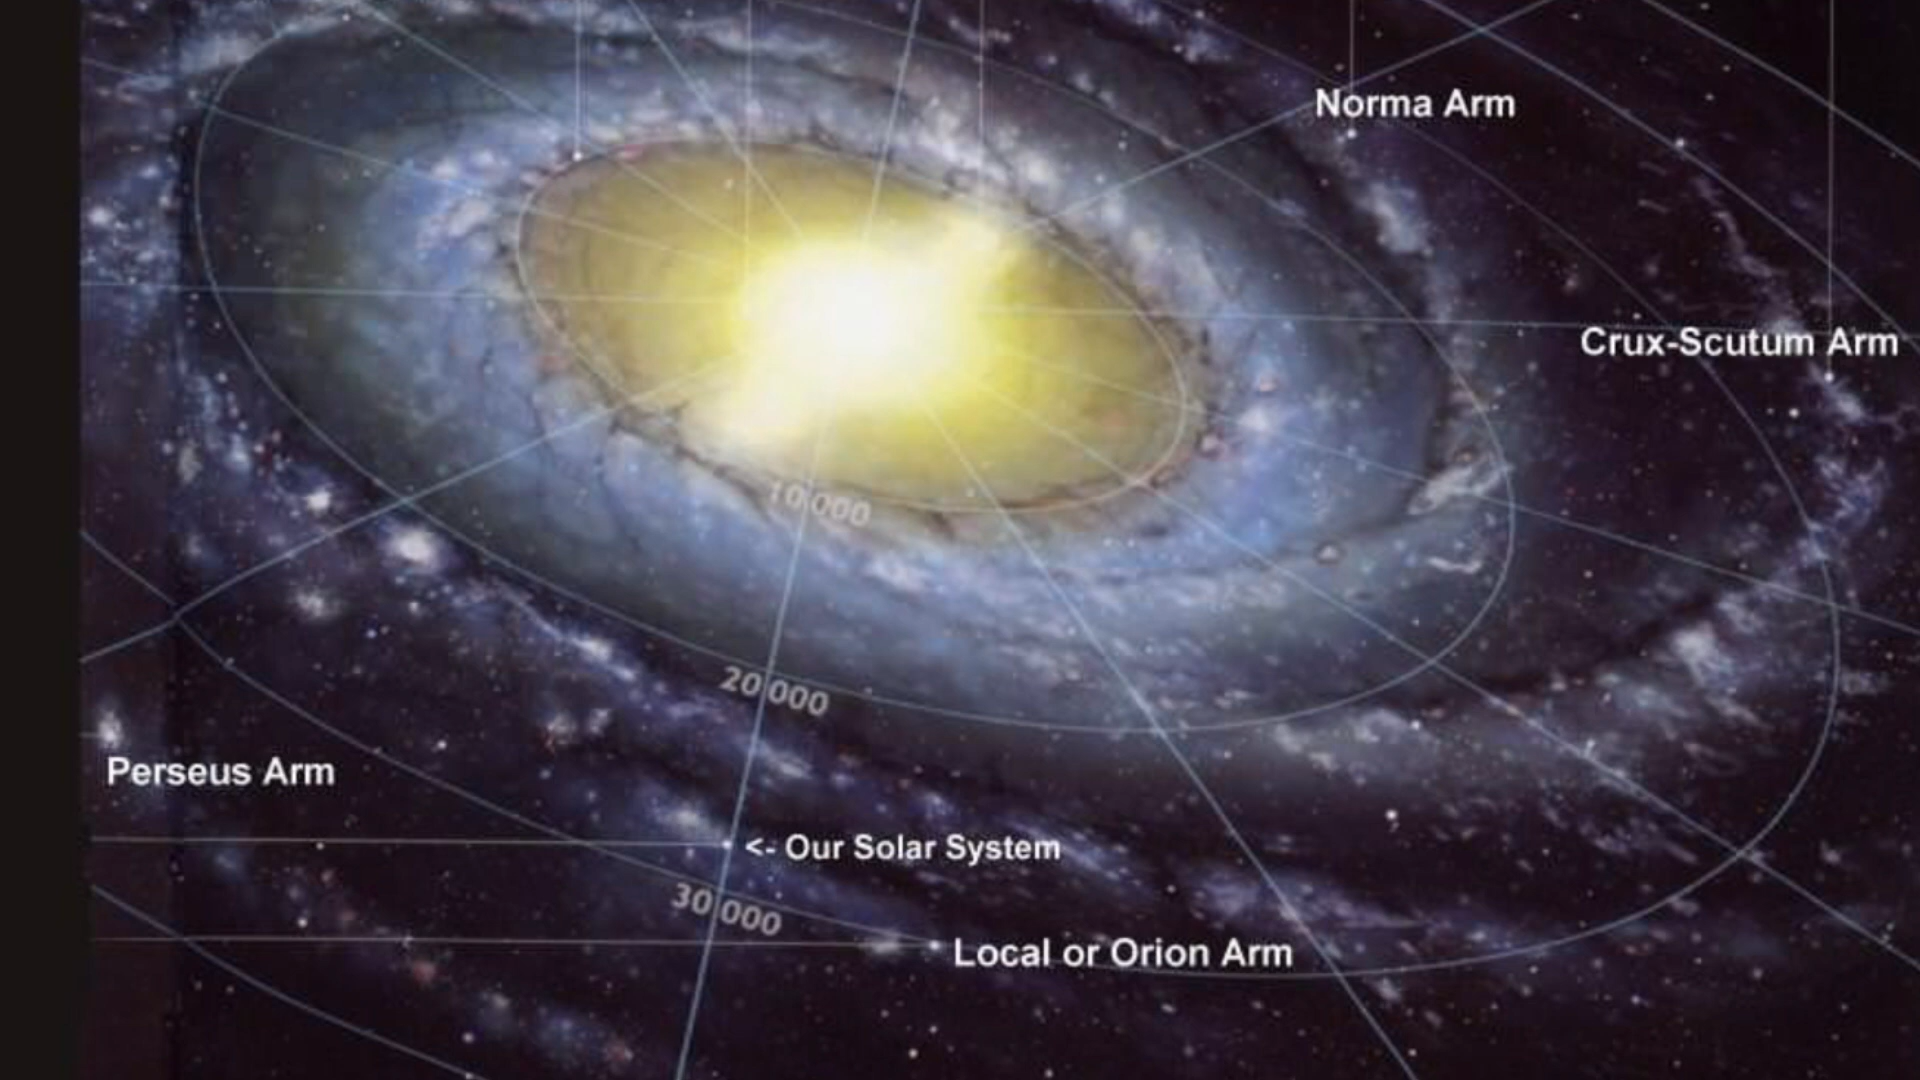 Norma Arm
Crux-Scutum Arm
10 000
20 000
Perseus Arm
<- Our Solar System
30 000
Local or Orion Arm